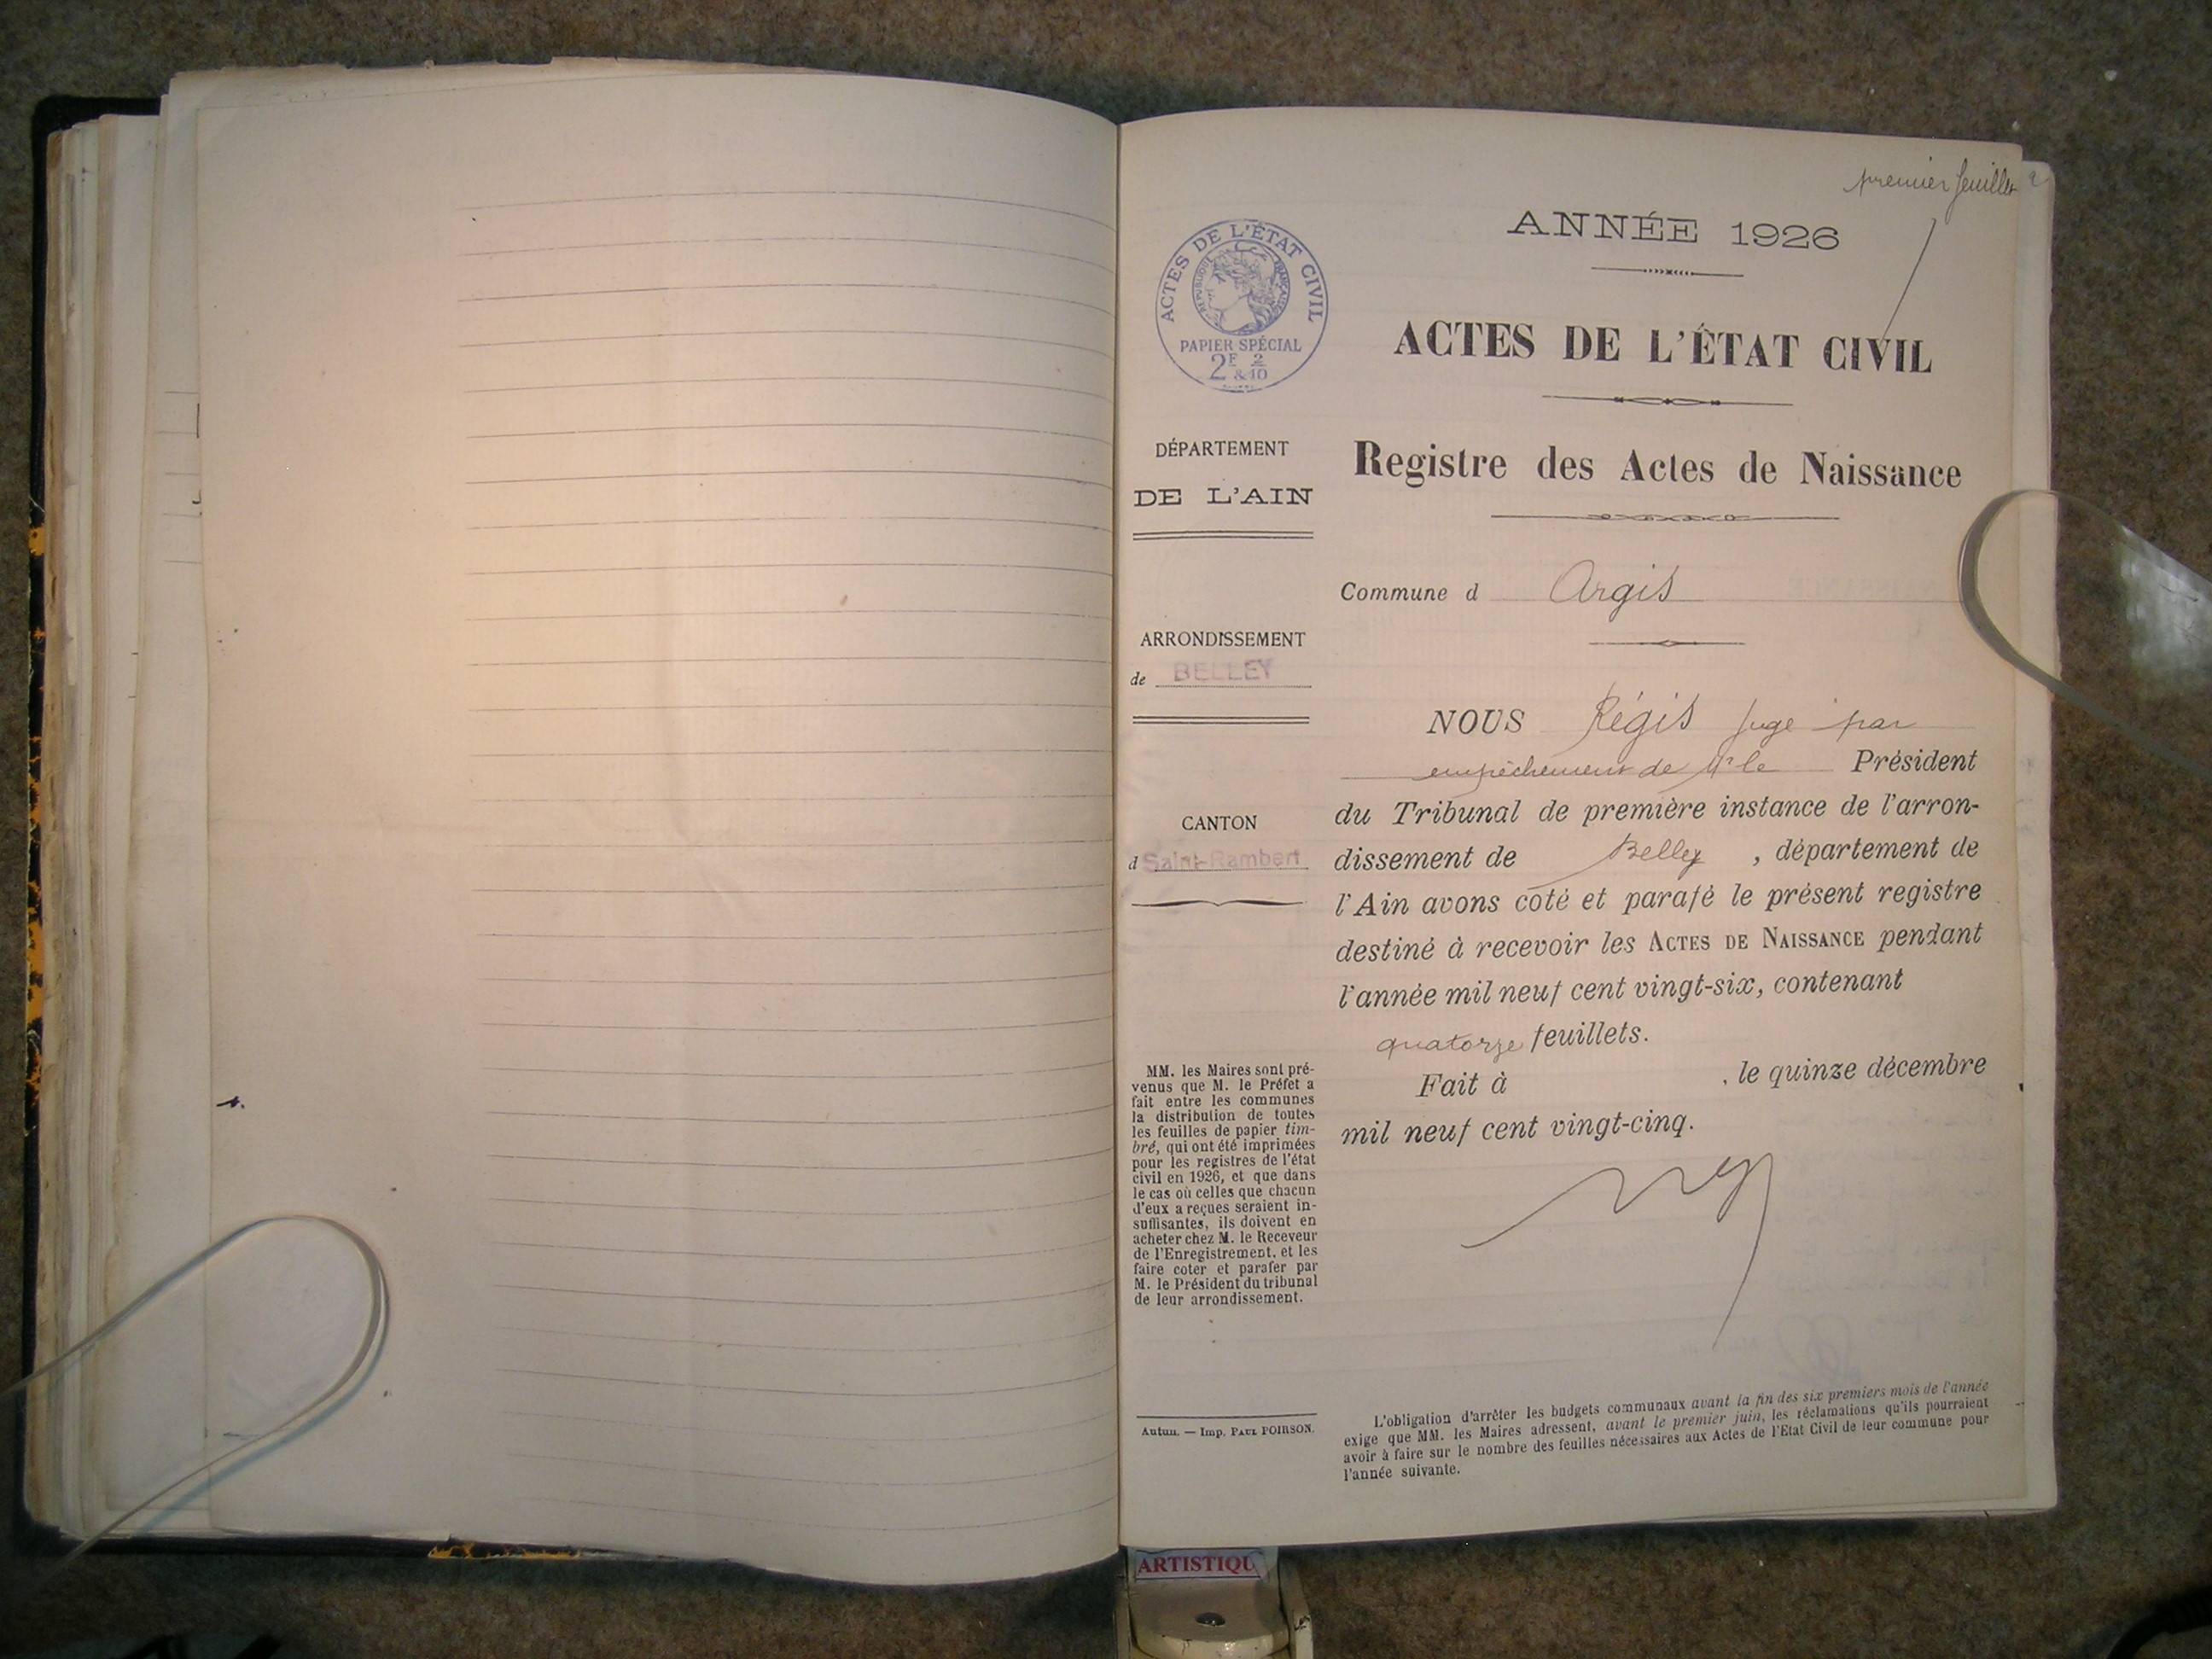 premier feuillet
ANNÉE 1926
ACTES DE L'ÉTAT CIVIL
RÉPUBLIQUE FRANÇAISE
PAPIER SPÉCIAL
2F 2
&10
ACTES DE L'ÉTAT CIVIL
Registre des Actes de Naissance
DÉPARTEMENT
DE L'AIN
ARRONDISSEMENT
de BELLEY
CANTON
d Saint-Rambert
MM. les Maires sont pré-
venus que M. le Préfet a
fait entre les communes
la distribution de toutes
les feuilles de papier tim-
bré, qui ont été imprimées
pour les registres de l'état
civil en 1926, et que dans
le cas où celles que chacun
d'eux a reçues seraient in-
suffisantes, ils doivent en
acheter chez M. le Receveur
de l'Enregistrement, et les
faire coter et parafer par
M. le Président du tribunal
de leur arrondissement.
Autun. — Imp. PAUL POIRSON.
Commune d Argis
NOUS Régis Juge par
empêchement de Mr le Président
du Tribunal de première instance de l'arron-
dissement de Belley , département de
l'Ain avons coté et parafé le présent registre
destiné à recevoir les ACTES DE NAISSANCE pendant
l'année mil neuf cent vingt-six, contenant
quatorze feuillets.
Fait à , le quinze décembre
mil neuf cent vingt-cinq.
L'obligation d'arrêter les budgets communaux avant la fin des six premiers mois de l'année
exige que MM. les Maires adressent, avant le premier juin, les réclamations qu'ils pourraient
avoir à faire sur le nombre des feuilles nécessaires aux Actes de l'Etat Civil de leur commune pour
l'année suivante.
ARTISTIQU